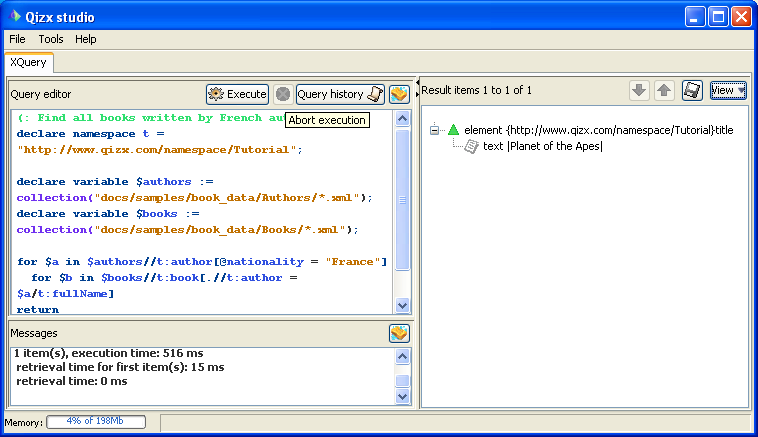 Qizx studio
File Tools Help
XQuery
Query editor
Execute
Query history
Abort execution
(: Find all books written by French
declare namespace t =
"http://www.qizx.com/namespace/Tutorial";
declare variable $authors :=
collection("docs/samples/book_data/Authors/*.xml");
declare variable $books :=
collection("docs/samples/book_data/Books/*.xml");
for $a in $authors//t:author[@nationality = "France"]
for $b in $books//t:book[.//t:author =
$a/t:fullName]
return
Messages
1 item(s), execution time: 516 ms
retrieval time for first item(s): 15 ms
retrieval time: 0 ms
Result items 1 to 1 of 1
View
element {http://www.qizx.com/namespace/Tutorial}title
text |Planet of the Apes|
Memory: 4% of 198Mb